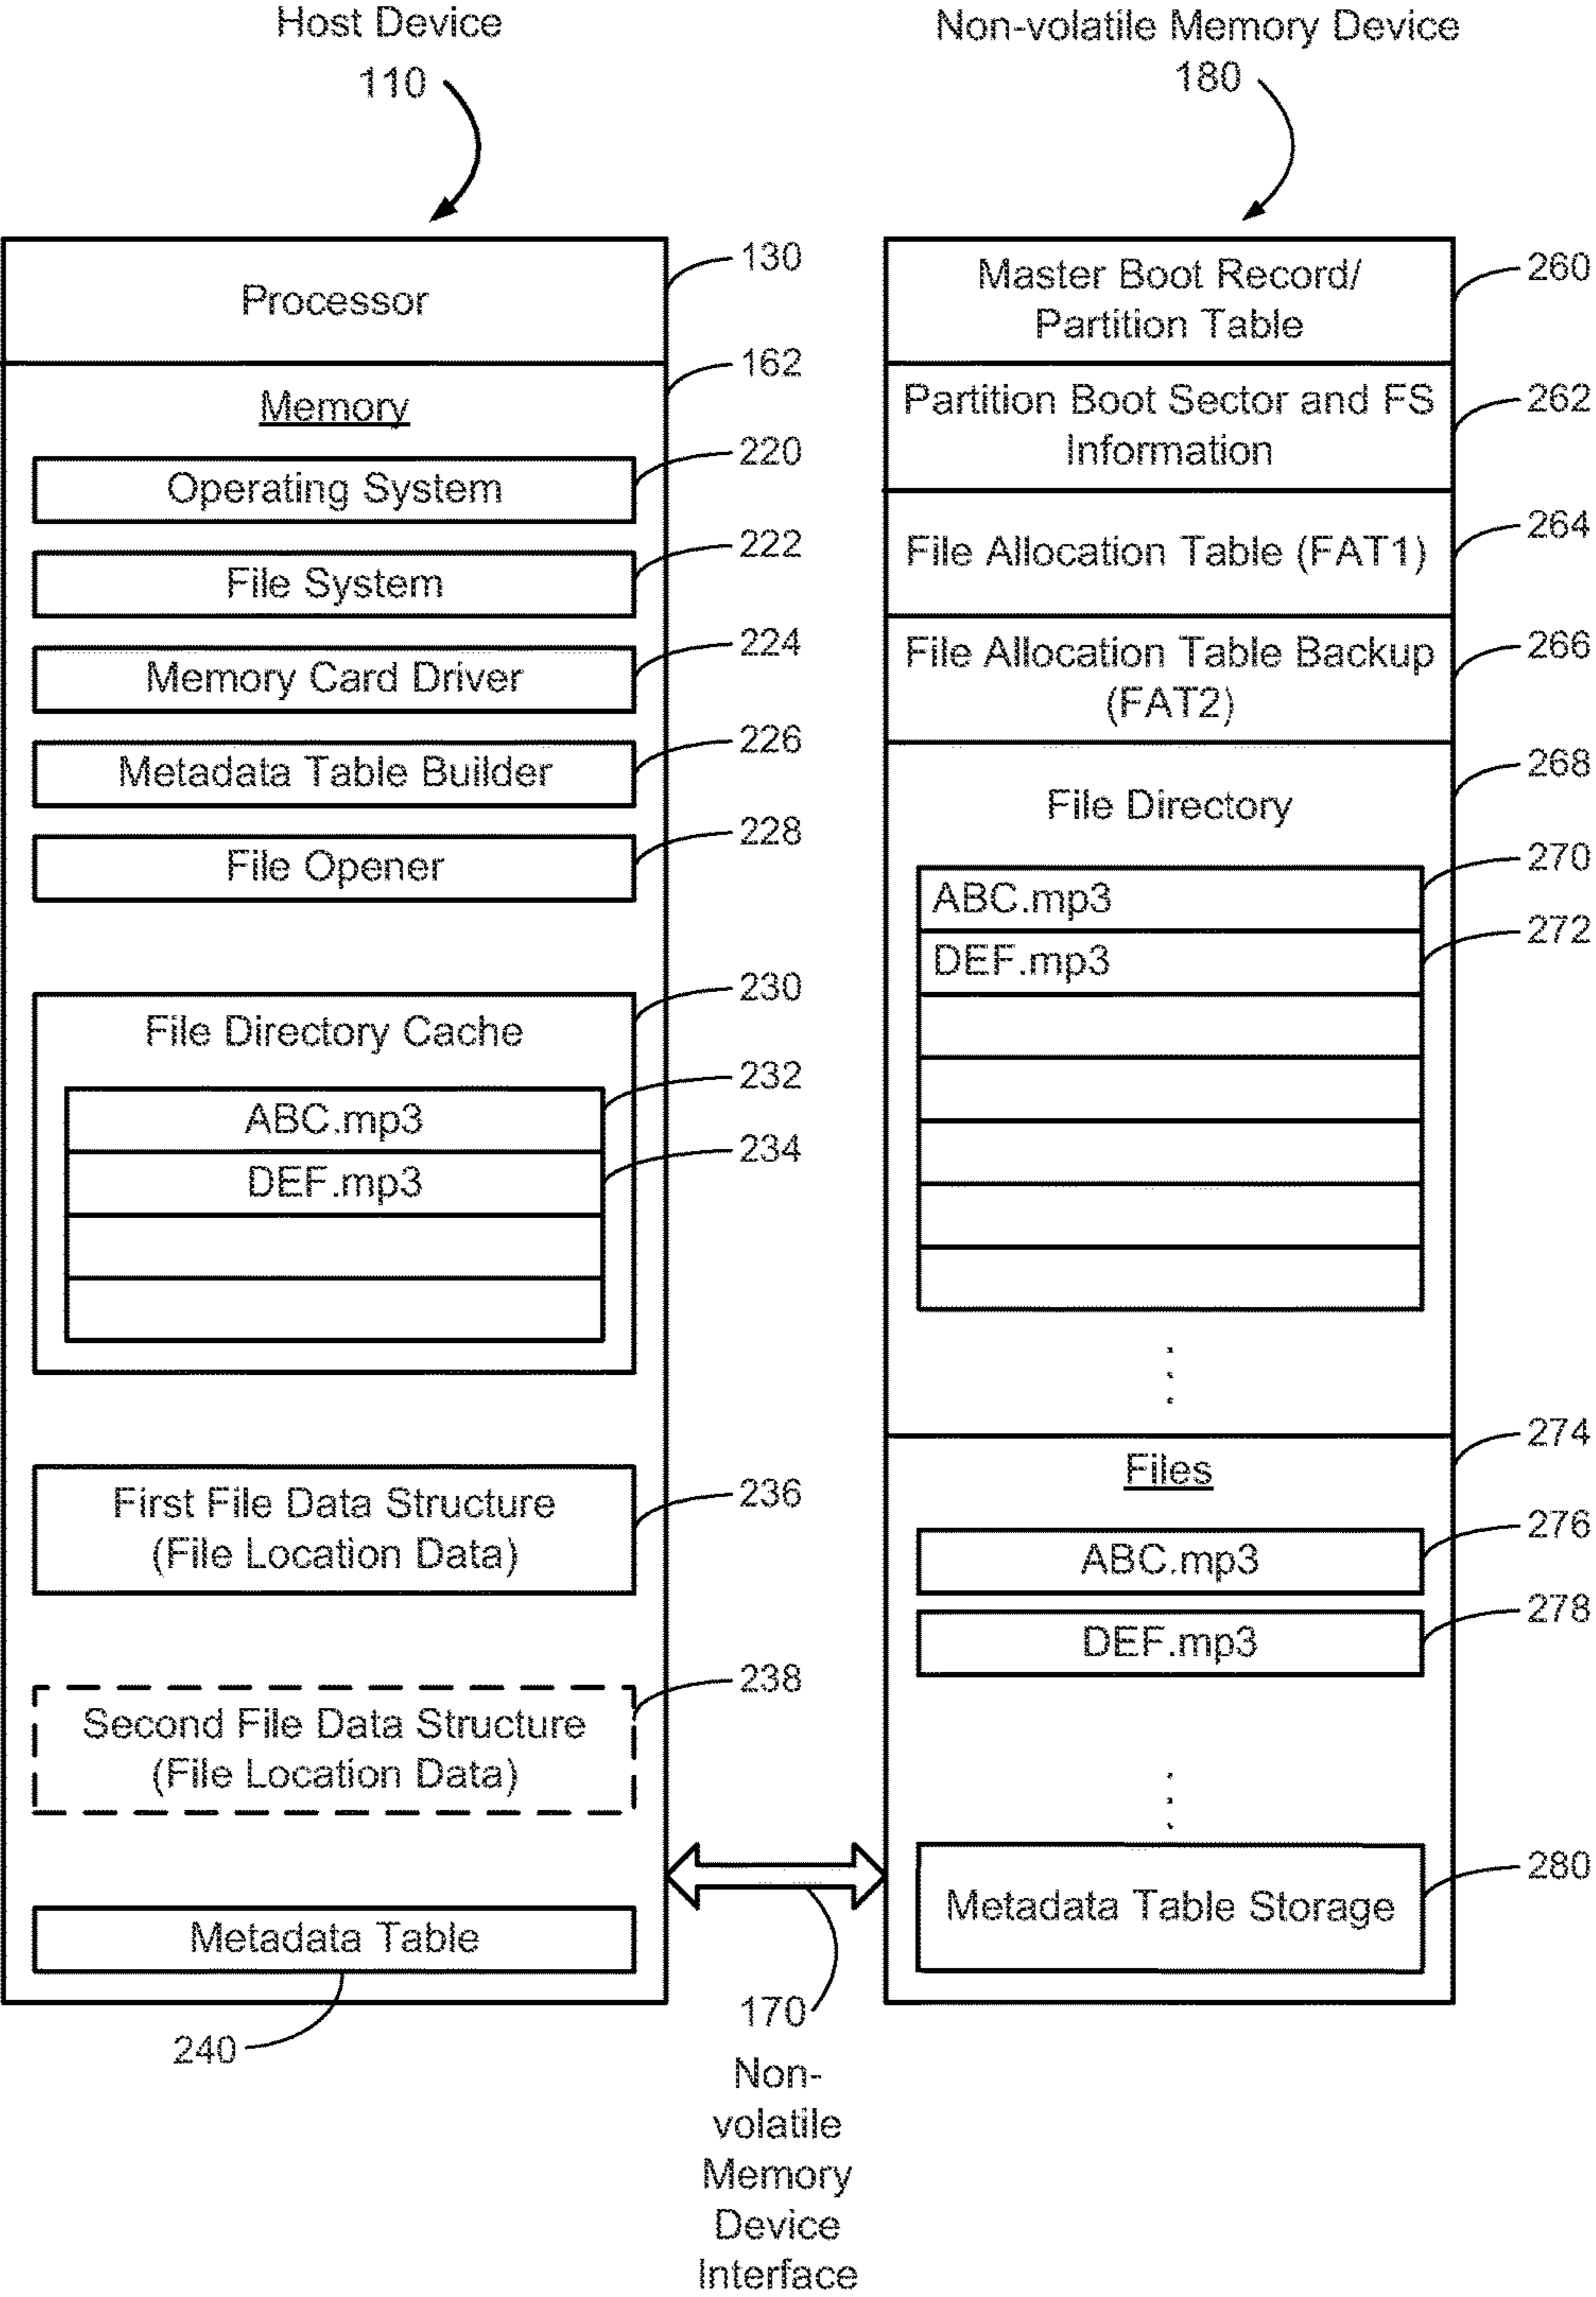 Host Device
110
Processor
130
162
Memory
220
Operating System
222
File System
224
Memory Card Driver
226
Metadata Table Builder
228
File Opener
230
File Directory Cache
232
ABC.mp3
234
DEF.mp3
236
First File Data Structure
(File Location Data)
238
Second File Data Structure
(File Location Data)
Metadata Table
240
170
Non-
volatile
Memory
Device
Interface
Non-volatile Memory Device
180
260
Master Boot Record/
Partition Table
262
Partition Boot Sector and FS
Information
264
File Allocation Table (FAT1)
266
File Allocation Table Backup
(FAT2)
268
File Directory
270
ABC.mp3
272
DEF.mp3
274
Files
276
ABC.mp3
278
DEF.mp3
280
Metadata Table Storage